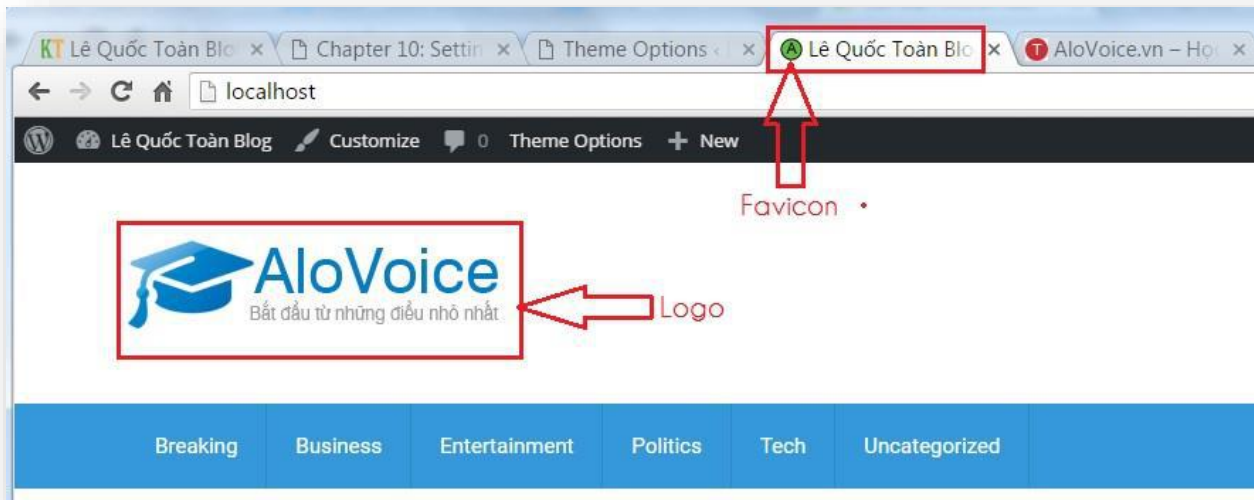 KT Lê Quốc Toàn Blo Chapter 10: Settin Theme Options Lê Quốc Toàn Blo T AloVoice.vn – Học
localhost
Lê Quốc Toàn Blog Customize 0 Theme Options + New
Favicon
AloVoice
Bắt đầu từ những điều nhỏ nhất
Logo
Breaking Business Entertainment Politics Tech Uncategorized